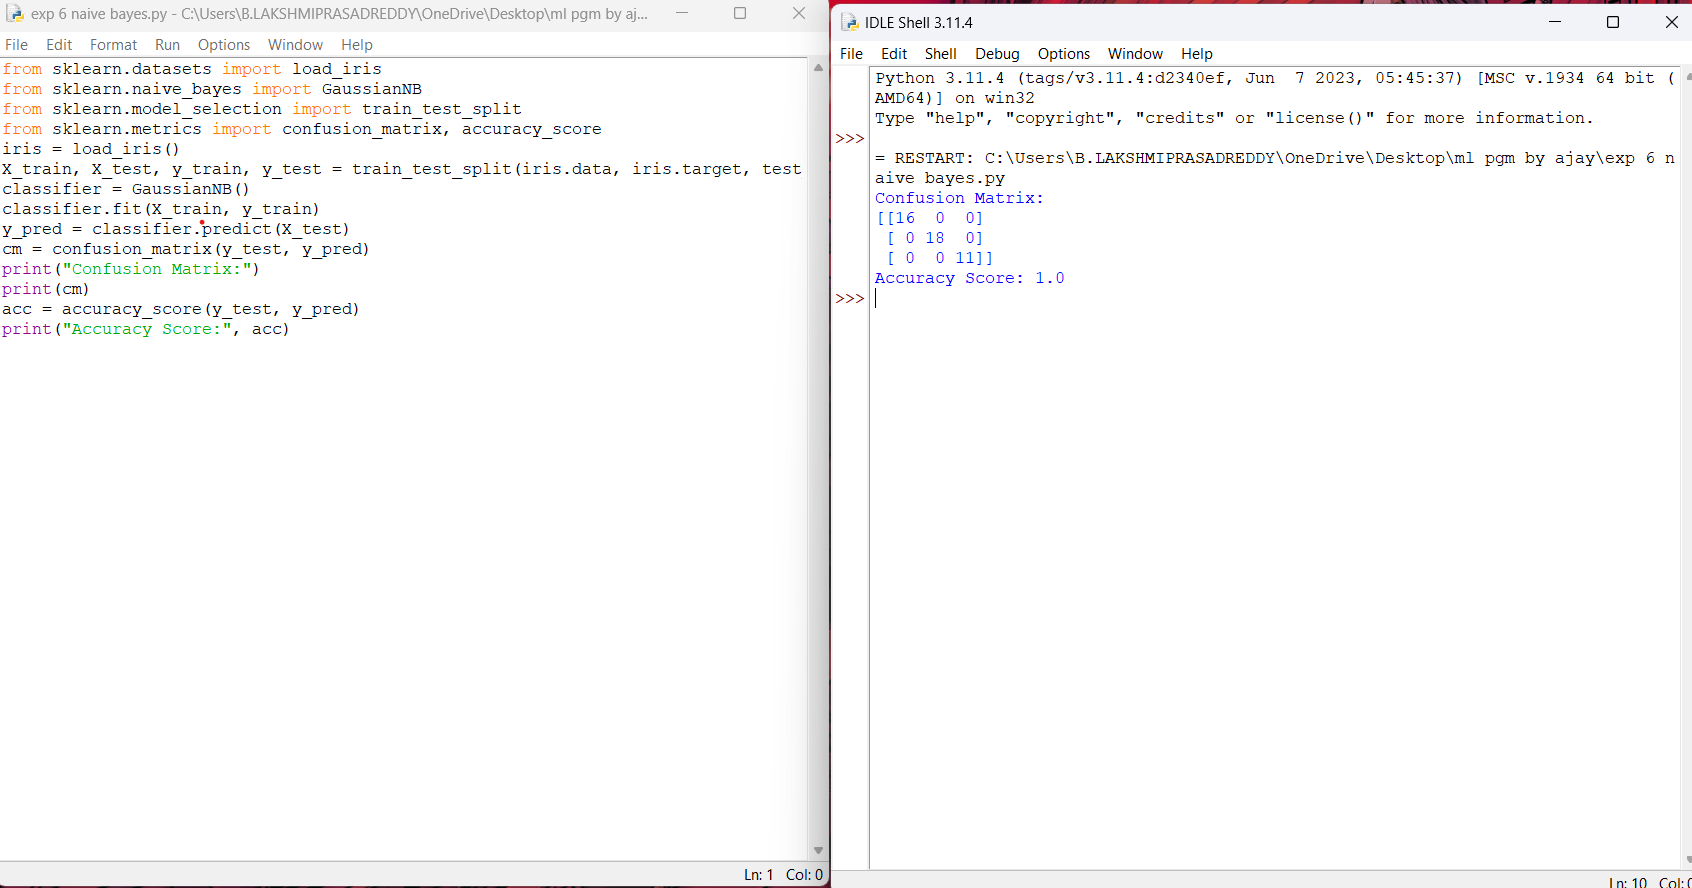 exp 6 naive bayes.py - C:\Users\B.LAKSHMIPRASADREDDY\OneDrive\Desktop\ml pgm by aj...
File Edit Format Run Options Window Help
from sklearn.datasets import load_iris
from sklearn.naive_bayes import GaussianNB
from sklearn.model_selection import train_test_split
from sklearn.metrics import confusion_matrix, accuracy_score
iris = load_iris()
X_train, X_test, y_train, y_test = train_test_split(iris.data, iris.target, test
classifier = GaussianNB()
classifier.fit(X_train, y_train)
y_pred = classifier.predict(X_test)
cm = confusion_matrix(y_test, y_pred)
print("Confusion Matrix:")
print(cm)
acc = accuracy_score(y_test, y_pred)
print("Accuracy Score:", acc)
Ln: 1 Col: 0
IDLE Shell 3.11.4
File Edit Shell Debug Options Window Help
Python 3.11.4 (tags/v3.11.4:d2340ef, Jun  7 2023, 05:45:37) [MSC v.1934 64 bit (
AMD64)] on win32
Type "help", "copyright", "credits" or "license()" for more information.
>>>
= RESTART: C:\Users\B.LAKSHMIPRASADREDDY\OneDrive\Desktop\ml pgm by ajay\exp 6 n
aive bayes.py
Confusion Matrix:
[[16  0  0]
 [ 0 18  0]
 [ 0  0 11]]
Accuracy Score: 1.0
>>>
Ln: 10 Col: 0